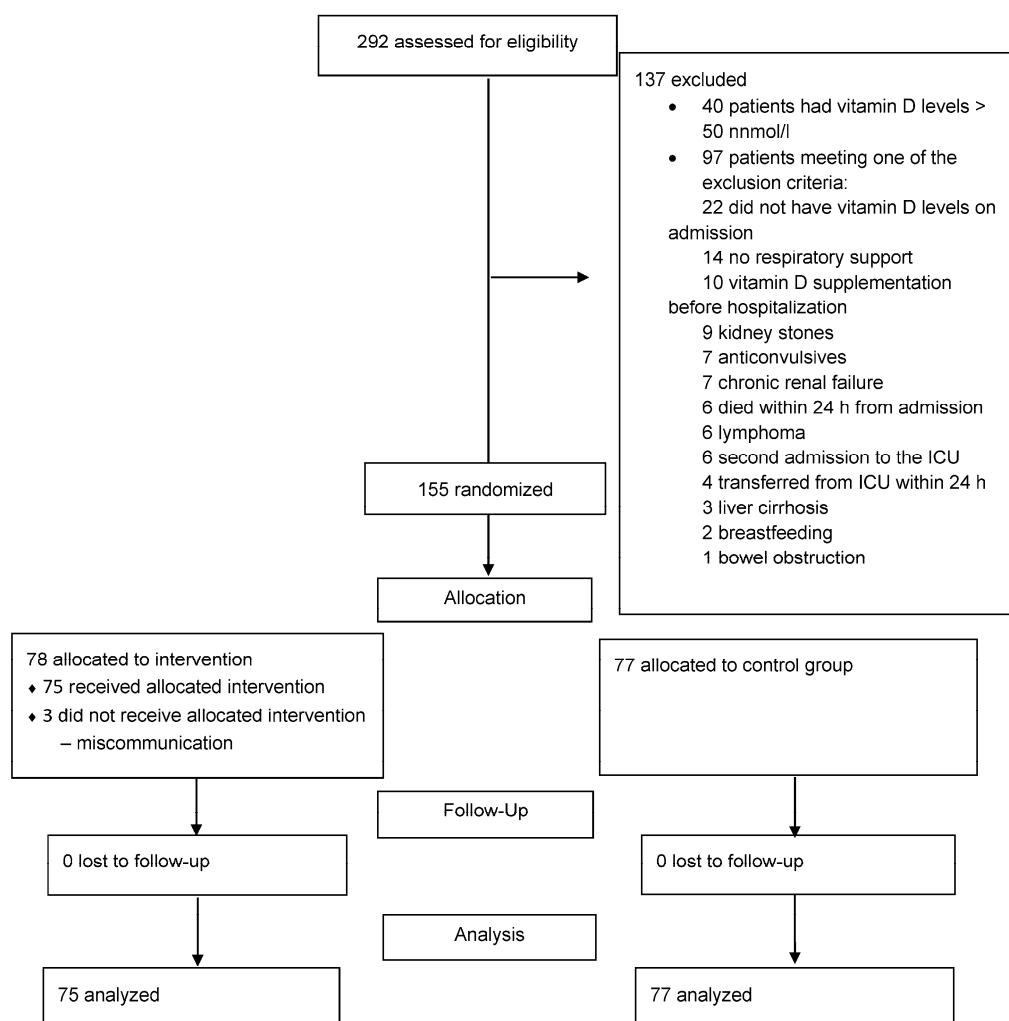 292 assessed for eligibility
137 excluded
• 40 patients had vitamin D levels >
50 nnmol/l
• 97 patients meeting one of the
exclusion criteria:
22 did not have vitamin D levels on
admission
14 no respiratory support
10 vitamin D supplementation
before hospitalization
9 kidney stones
7 anticonvulsives
7 chronic renal failure
6 died within 24 h from admission
6 lymphoma
6 second admission to the ICU
4 transferred from ICU within 24 h
3 liver cirrhosis
2 breastfeeding
1 bowel obstruction
155 randomized
Allocation
78 allocated to intervention
♦ 75 received allocated intervention
♦ 3 did not receive allocated intervention
– miscommunication
77 allocated to control group
Follow-Up
0 lost to follow-up
0 lost to follow-up
Analysis
75 analyzed
77 analyzed